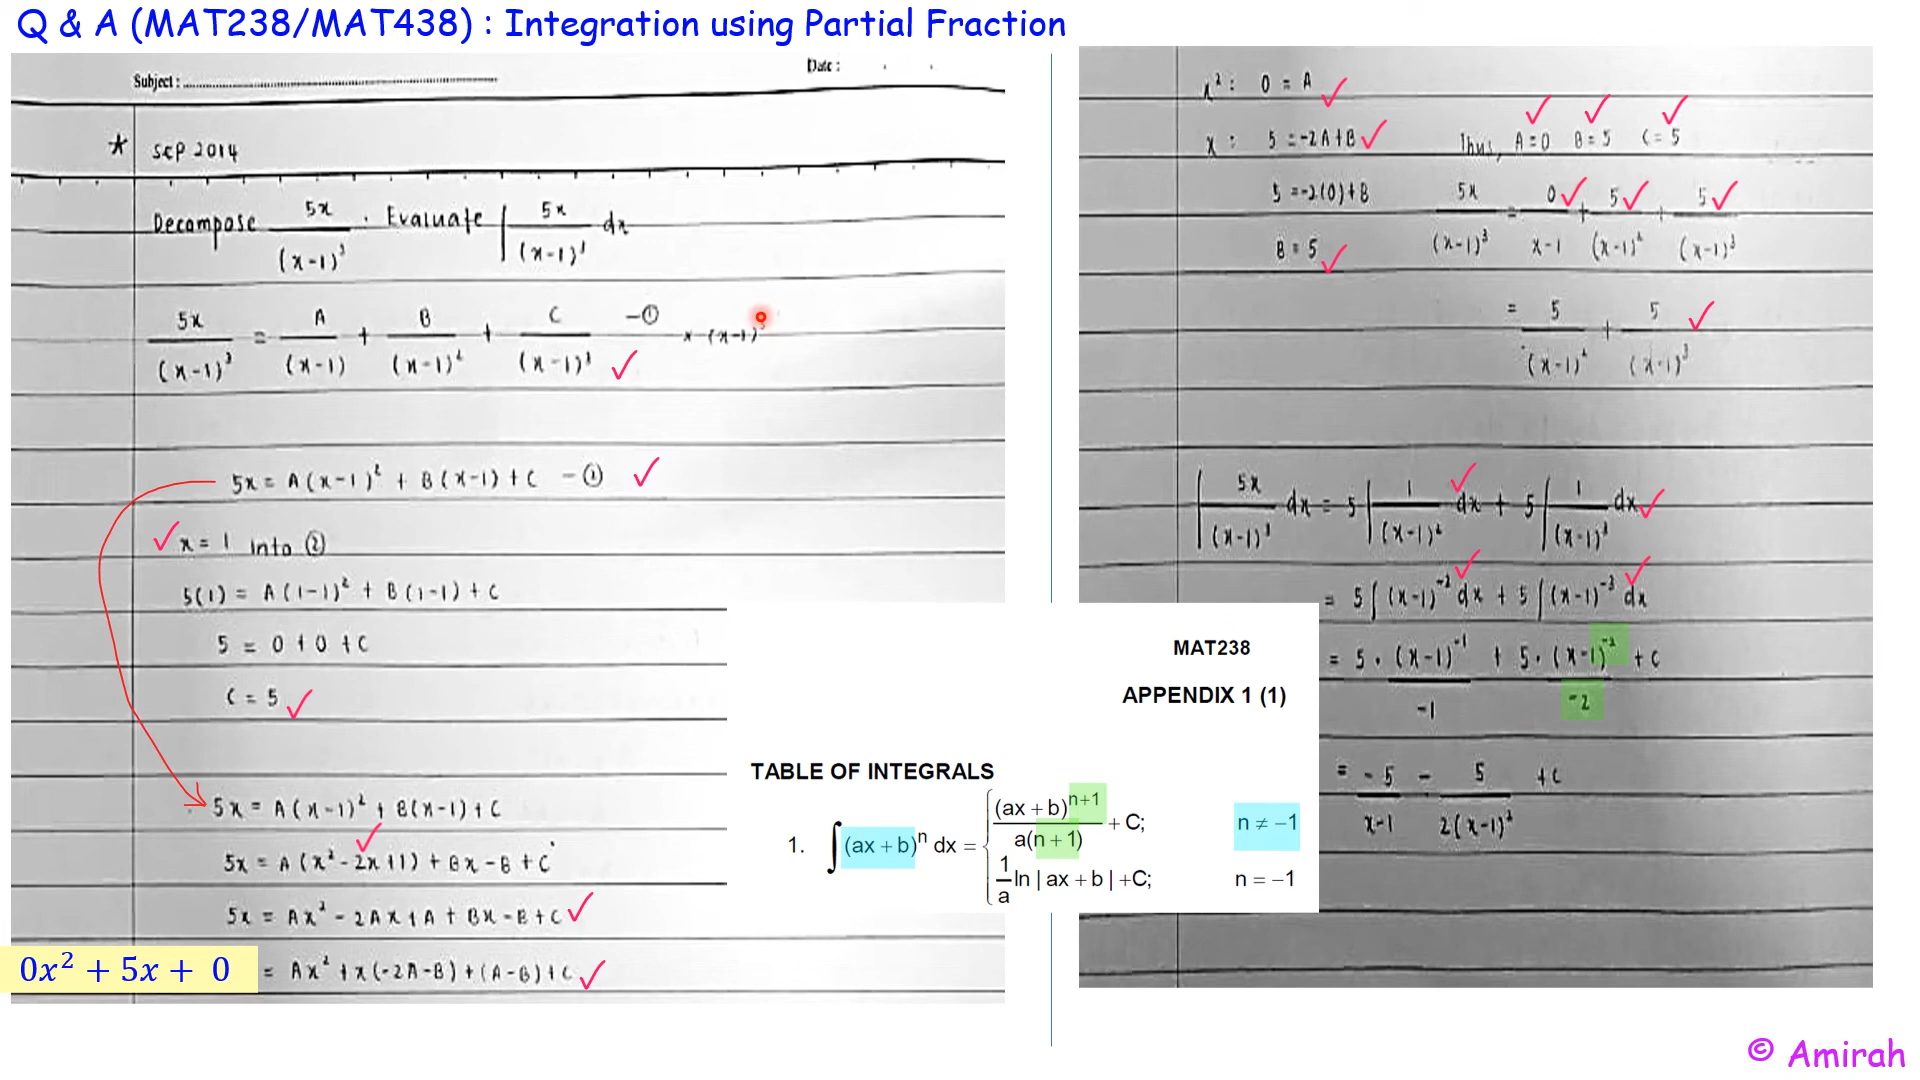 Q & A (MAT238/MAT438) : Integration using Partial Fraction
Subject : ........................................
Date :
* SEP 2014
Decompose 5x/(x-1)³ . Evaluate ∫ 5x/(x-1)³ dx
5x/(x-1)³ = A/(x-1) + B/(x-1)² + C/(x-1)³ -① x-(x-1)³
5x = A(x-1)² + B(x-1) + C -①
x = 1 into ②
5(1) = A(1-1)² + B(1-1) + C
5 = 0 + 0 + C
C = 5
5x = A(x-1)² + B(x-1) + C
5x = A(x² - 2x + 1) + Bx - B + C
5x = Ax² - 2Ax + A + Bx - B + C
0x² + 5x + 0 = Ax² + x(-2A-B) + (A-B) + C
x² : 0 = A
x : 5 = -2A+B
Thus, A=0 B=5 C=5
5 = -2(0)+B
B = 5
5x/(x-1)³ = 0/x-1 + 5/(x-1)² + 5/(x-1)³
= 5/(x-1)² + 5/(x-1)³
∫ 5x/(x-1)³ dx = 5∫ 1/(x-1)² dx + 5∫ 1/(x-1)³ dx
= 5∫(x-1)⁻² dx + 5∫(x-1)⁻³ dx
= 5 · (x-1)⁻¹/-1 + 5 · (x-1)⁻²/-2 + C
= -5/x-1 - 5/2(x-1)² + C
MAT238
APPENDIX 1 (1)
TABLE OF INTEGRALS
1. ∫(ax + b)ⁿ dx = { (ax + b)ⁿ⁺¹/a(n + 1) + C; n ≠ −1
1/a ln | ax + b | +C; n = −1
© Amirah